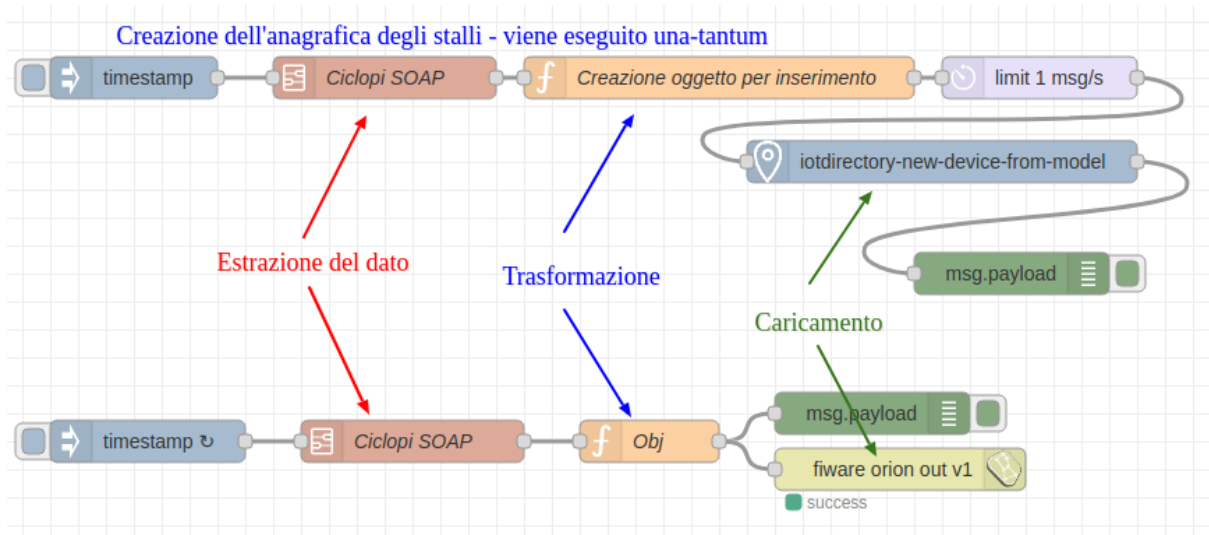 Creazione dell'anagrafica degli stalli - viene eseguito una-tantum
timestamp
Ciclopi SOAP
Creazione oggetto per inserimento
limit 1 msg/s
iotdirectory-new-device-from-model
msg.payload
Estrazione del dato
Trasformazione
Caricamento
timestamp ↻
Ciclopi SOAP
Obj
msg.payload
fiware orion out v1
success